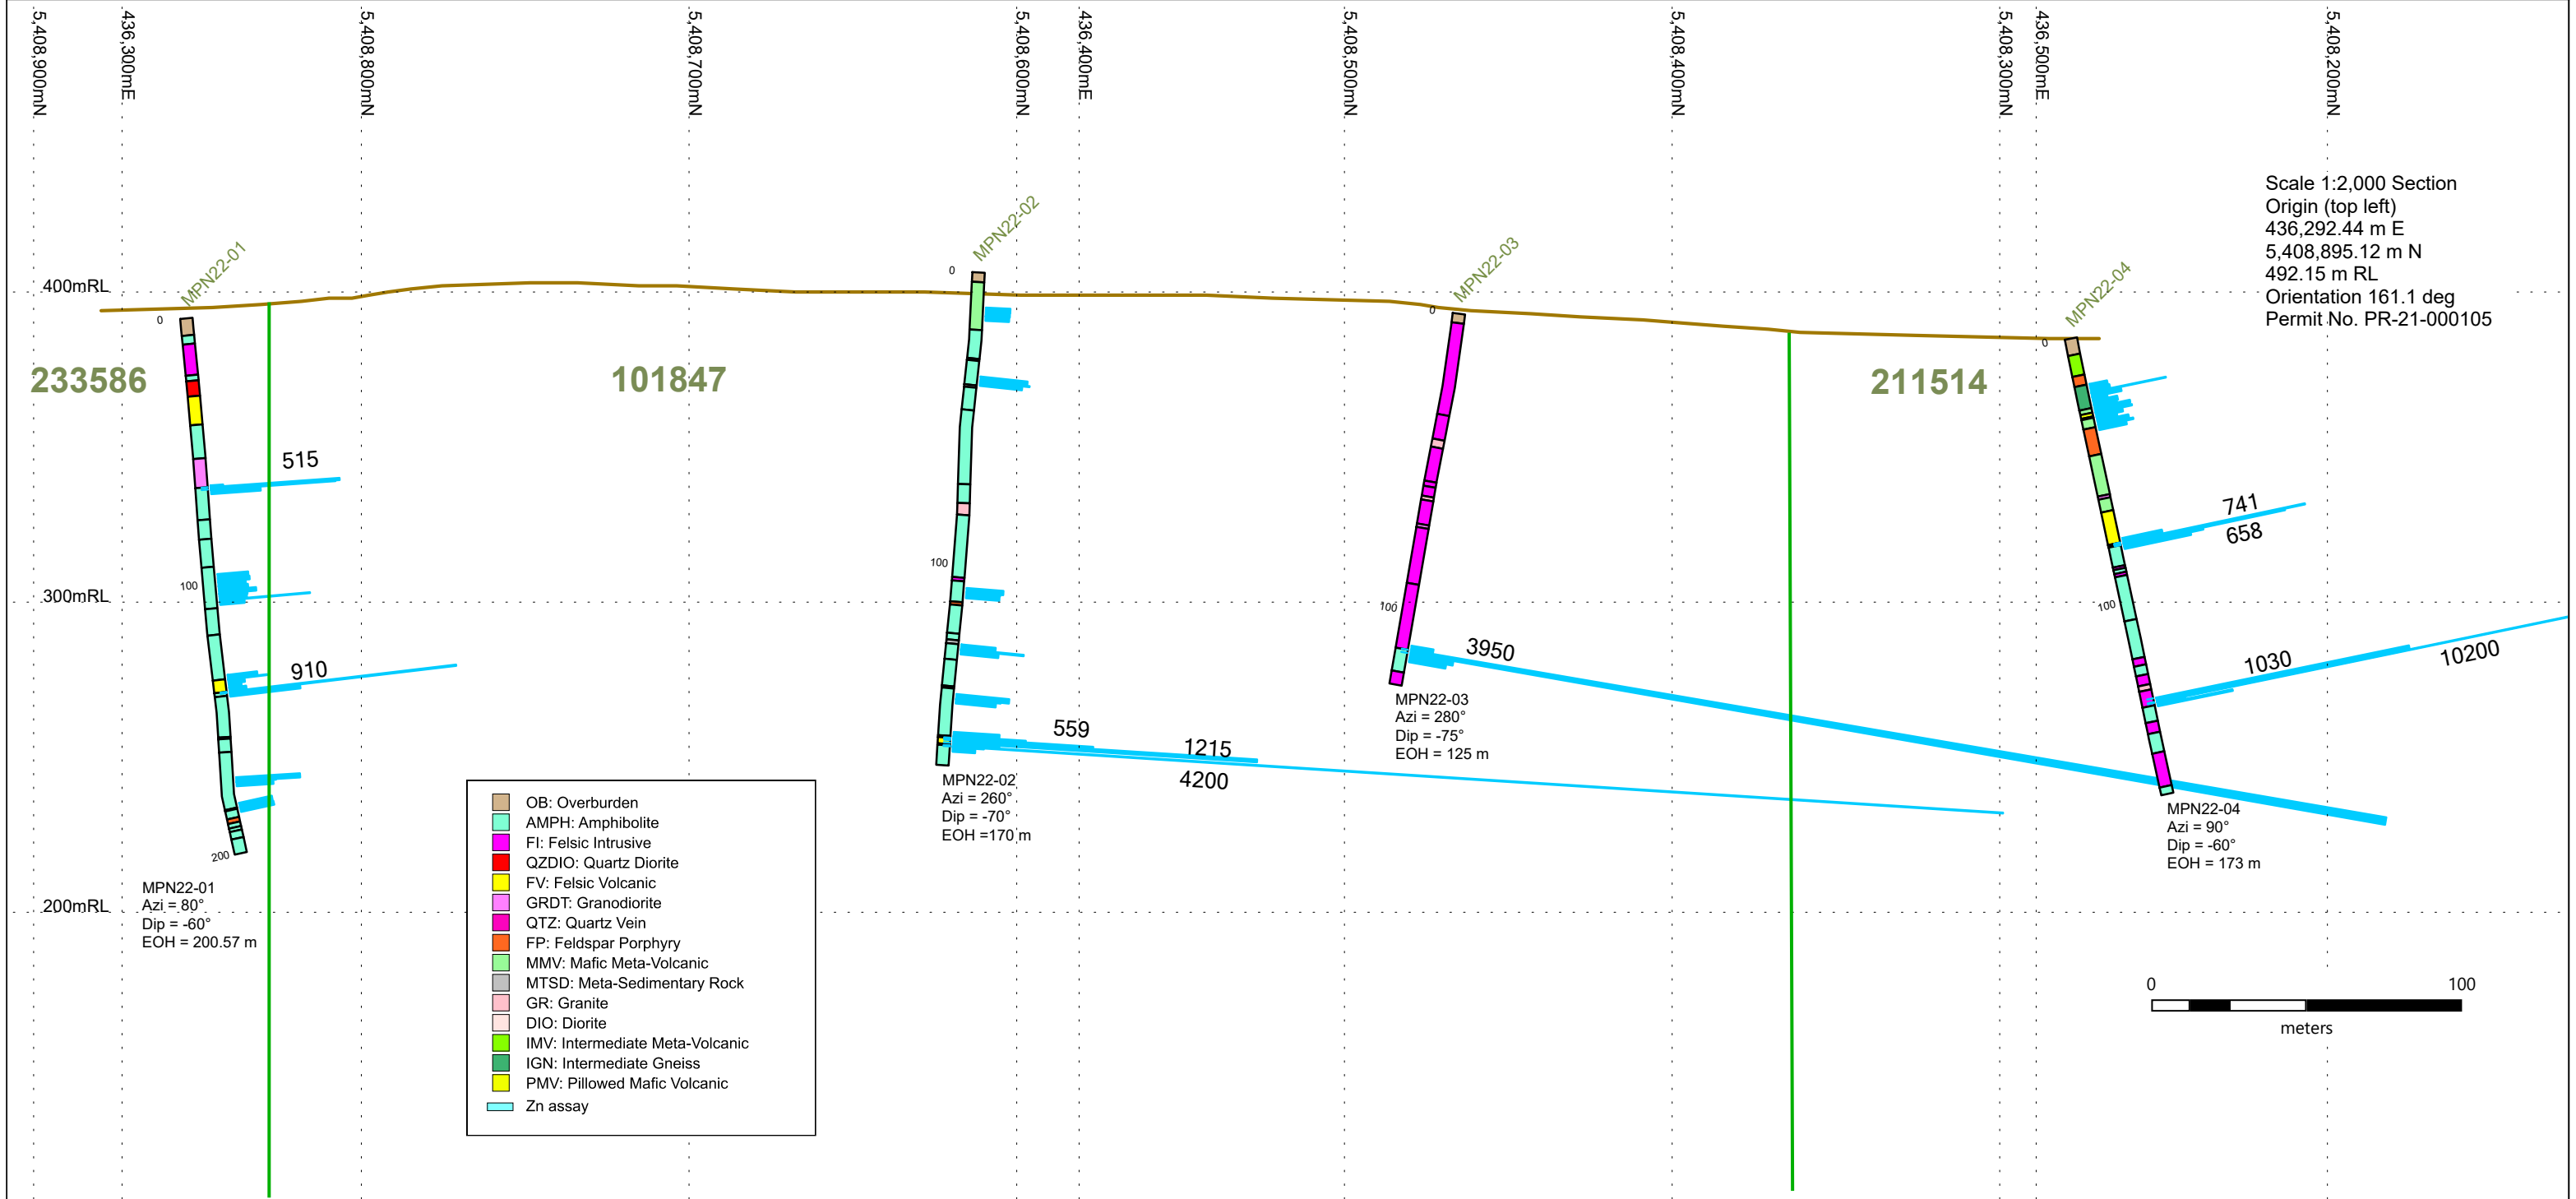 5,408,900mN
436,300mE
5,408,800mN
5,408,700mN
5,408,600mN
436,400mE
5,408,500mN
5,408,400mN
5,408,300mN
436,500mE
5,408,200mN
Scale 1:2,000 Section
Origin (top left)
436,292.44 m E
5,408,895.12 m N
492.15 m RL
Orientation 161.1 deg
Permit No. PR-21-000105
MPN22-01
MPN22-02
MPN22-03
MPN22-04
400mRL
300mRL
200mRL
0
0
0
0
233586
101847
211514
515
741
658
100
100
100
100
910
559
1215
4200
3950
1030
10200
200
MPN22-01
Azi = 80°
Dip = -60°
EOH = 200.57 m
MPN22-02
Azi = 260°
Dip = -70°
EOH =170 m
MPN22-03
Azi = 280°
Dip = -75°
EOH = 125 m
MPN22-04
Azi = 90°
Dip = -60°
EOH = 173 m
OB: Overburden
AMPH: Amphibolite
FI: Felsic Intrusive
QZDIO: Quartz Diorite
FV: Felsic Volcanic
GRDT: Granodiorite
QTZ: Quartz Vein
FP: Feldspar Porphyry
MMV: Mafic Meta-Volcanic
MTSD: Meta-Sedimentary Rock
GR: Granite
DIO: Diorite
IMV: Intermediate Meta-Volcanic
IGN: Intermediate Gneiss
PMV: Pillowed Mafic Volcanic
Zn assay
0 100
meters